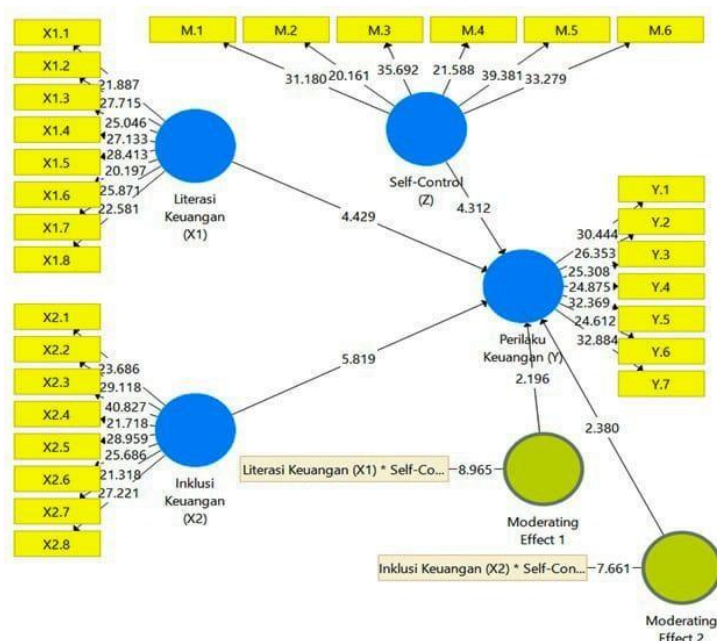 X1.1
X1.2
X1.3
X1.4
X1.5
X1.6
X1.7
X1.8
21.887
27.715
25.046
27.133
28.413
20.197
25.871
22.581
Literasi
Keuangan
(X1)
M.1
M.2
M.3
M.4
M.5
M.6
31.180
20.161
35.692
21.588
39.381
33.279
Self-Control
(Z)
4.429
4.312
Y.1
Y.2
Y.3
Y.4
Y.5
Y.6
Y.7
30.444
26.353
25.308
24.875
32.369
24.612
32.884
Perilaku
Keuangan (Y)
X2.1
X2.2
X2.3
X2.4
X2.5
X2.6
X2.7
X2.8
23.686
29.118
40.827
21.718
28.959
25.686
21.318
27.221
Inklusi
Keuangan
(X2)
5.819
2.196
2.380
Literasi Keuangan (X1) * Self-Co...
8.965
Moderating
Effect 1
Inklusi Keuangan (X2) * Self-Con...
7.661
Moderating
Effect 2